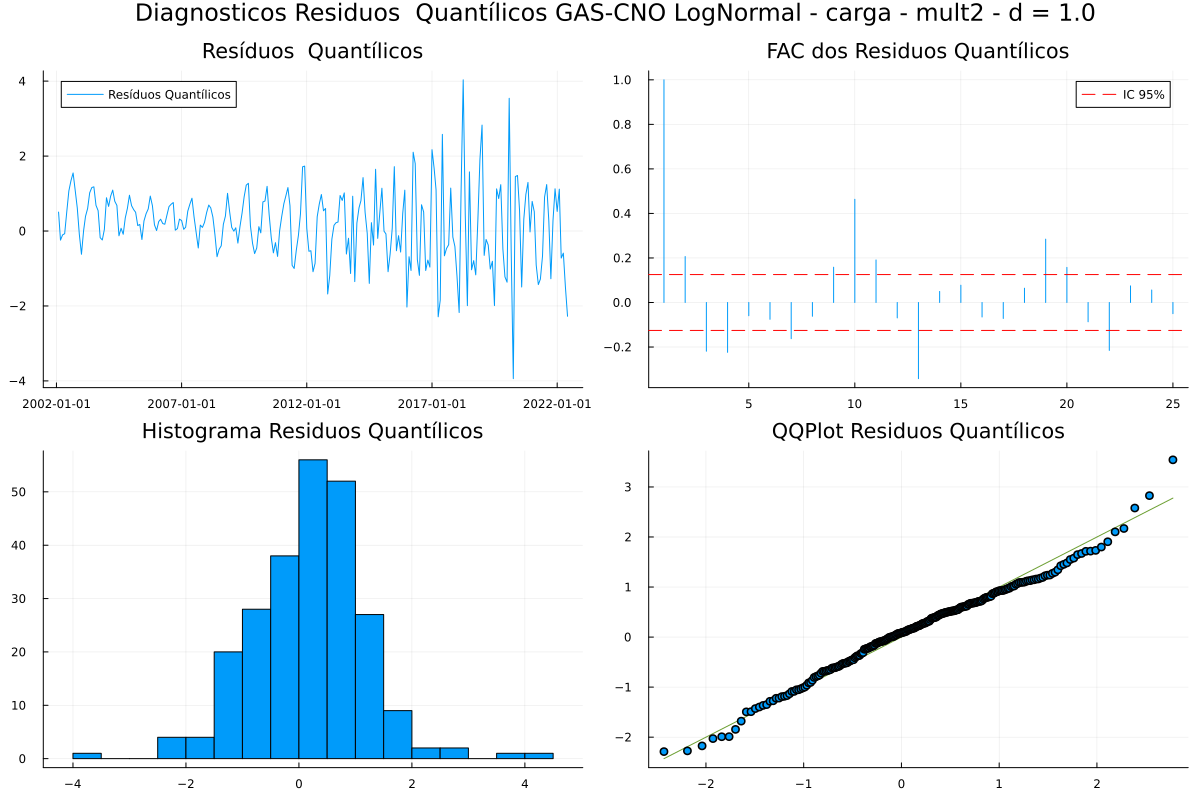 Diagnosticos Residuos  Quantílicos GAS-CNO LogNormal - carga - mult2 - d = 1.0
Resíduos  Quantílicos
4
2
0
−2
−4
Resíduos Quantílicos
2002-01-01 2007-01-01 2012-01-01 2017-01-01 2022-01-01
FAC dos Residuos Quantílicos
1.0
0.8
0.6
0.4
0.2
0.0
−0.2
IC 95%
5 10 15 20 25
Histograma Residuos Quantílicos
50
40
30
20
10
0
−4 −2 0 2 4
QQPlot Residuos Quantílicos
3
2
1
0
−1
−2
−2 −1 0 1 2